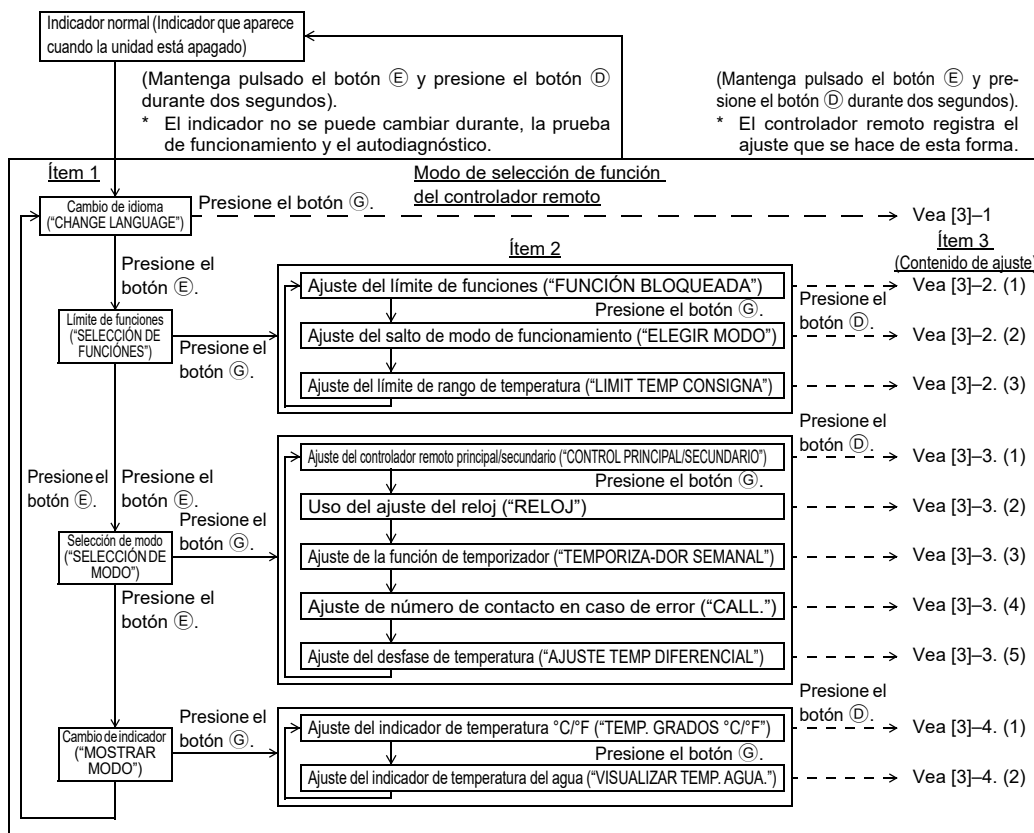 Indicador normal (Indicador que aparece
cuando la unidad está apagado)
(Mantenga pulsado el botón Ⓔ y presione el botón Ⓓ
durante dos segundos).
* El indicador no se puede cambiar durante, la prueba
de funcionamiento y el autodiagnóstico.
(Mantenga pulsado el botón Ⓔ y pre-
sione el botón Ⓓ durante dos segundos).
* El controlador remoto registra el
ajuste que se hace de esta forma.
Ítem 1
Modo de selección de función
del controlador remoto
Cambio de idioma
(“CHANGE LANGUAGE”)
Presione el botón Ⓖ.
Vea [3]–1
Ítem 2
Ítem 3
(Contenido de ajuste)
Presione el
botón Ⓔ.
Ajuste del límite de funciones (“FUNCIÓN BLOQUEADA”)
Vea [3]–2. (1)
Presione el botón Ⓖ.
Presione el
botón Ⓓ.
Límite de funciones
(“SELECCIÓN DE
FUNCIÓNES”)
Presione el
botón Ⓖ.
Ajuste del salto de modo de funcionamiento (“ELEGIR MODO”)
Vea [3]–2. (2)
Ajuste del límite de rango de temperatura (“LIMIT TEMP CONSIGNA”)
Vea [3]–2. (3)
Presione el
botón Ⓓ.
Ajuste del controlador remoto principal/secundario (“CONTROL PRINCIPAL/SECUNDARIO”)
Vea [3]–3. (1)
Presione el botón Ⓖ.
Presione el
botón Ⓔ.
Presione el
botón Ⓔ.
Uso del ajuste del reloj (“RELOJ”)
Vea [3]–3. (2)
Presione el
botón Ⓖ.
Selección de modo
(“SELECCIÓN DE
MODO”)
Ajuste de la función de temporizador (“TEMPORIZA-DOR SEMANAL”)
Vea [3]–3. (3)
Presione el
botón Ⓔ.
Ajuste de número de contacto en caso de error (“CALL.”)
Vea [3]–3. (4)
Ajuste del desfase de temperatura (“AJUSTE TEMP DIFERENCIAL”)
Vea [3]–3. (5)
Presione el
botón Ⓓ.
Presione el
botón Ⓖ.
Cambio de indicador
(“MOSTRAR
MODO”)
Ajuste del indicador de temperatura °C/°F (“TEMP. GRADOS °C/°F”)
Vea [3]–4. (1)
Presione el botón Ⓖ.
Ajuste del indicador de temperatura del agua (“VISUALIZAR TEMP. AGUA.”)
Vea [3]–4. (2)